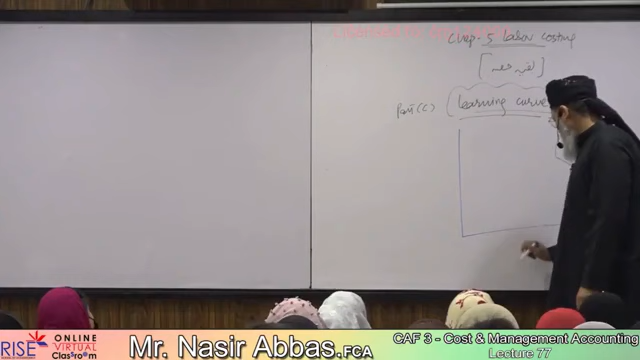 Chap-5 labor costing
Part (C) learning curve
RISE ONLINE VIRTUAL Classroom
Mr. Nasir Abbas.FCA
CAF 3 - Cost & Management Accounting
Lecture 77